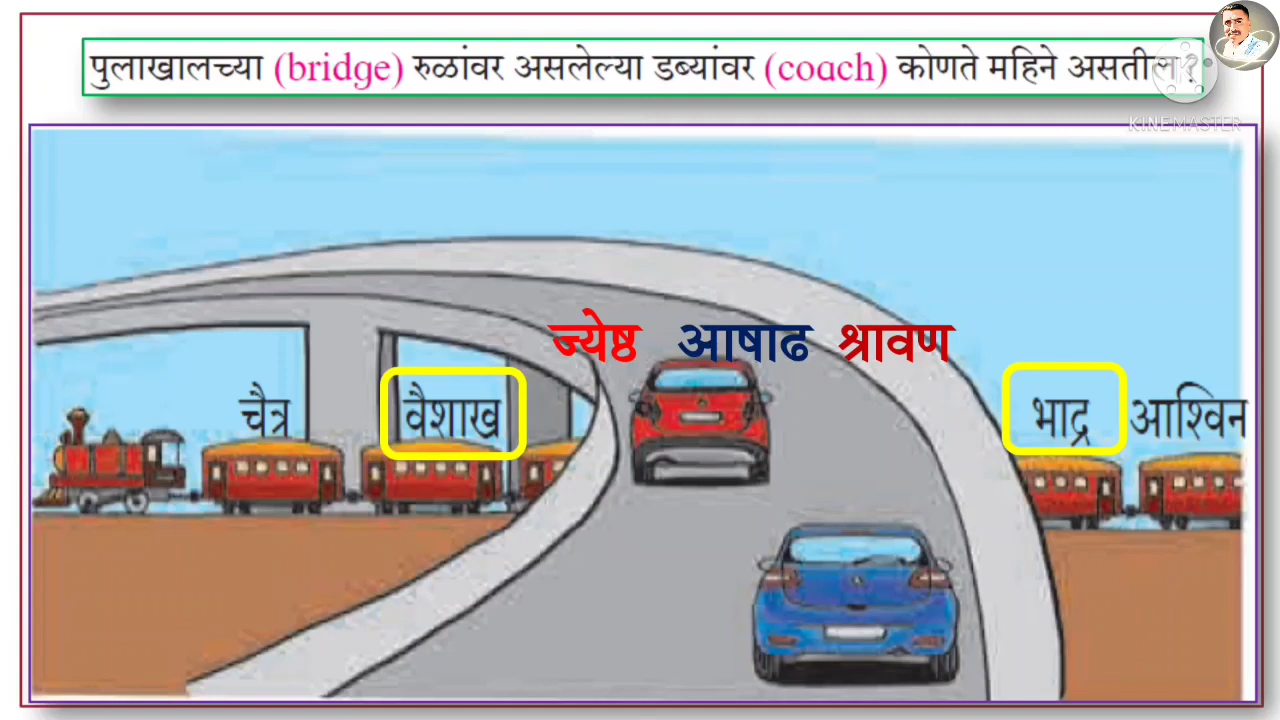 पुलाखालच्या (bridge) रुळांवर असलेल्या डब्यांवर (coach) कोणते महिने असतील ?
KINEMASTER
ज्येष्ठ आषाढ श्रावण
चैत्र वैशाख भाद्र आश्विन